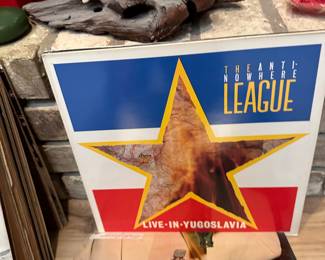 THE ANTI-
NOWHERE
LEAGUE
LIVE·IN·YUGOSLAVIA